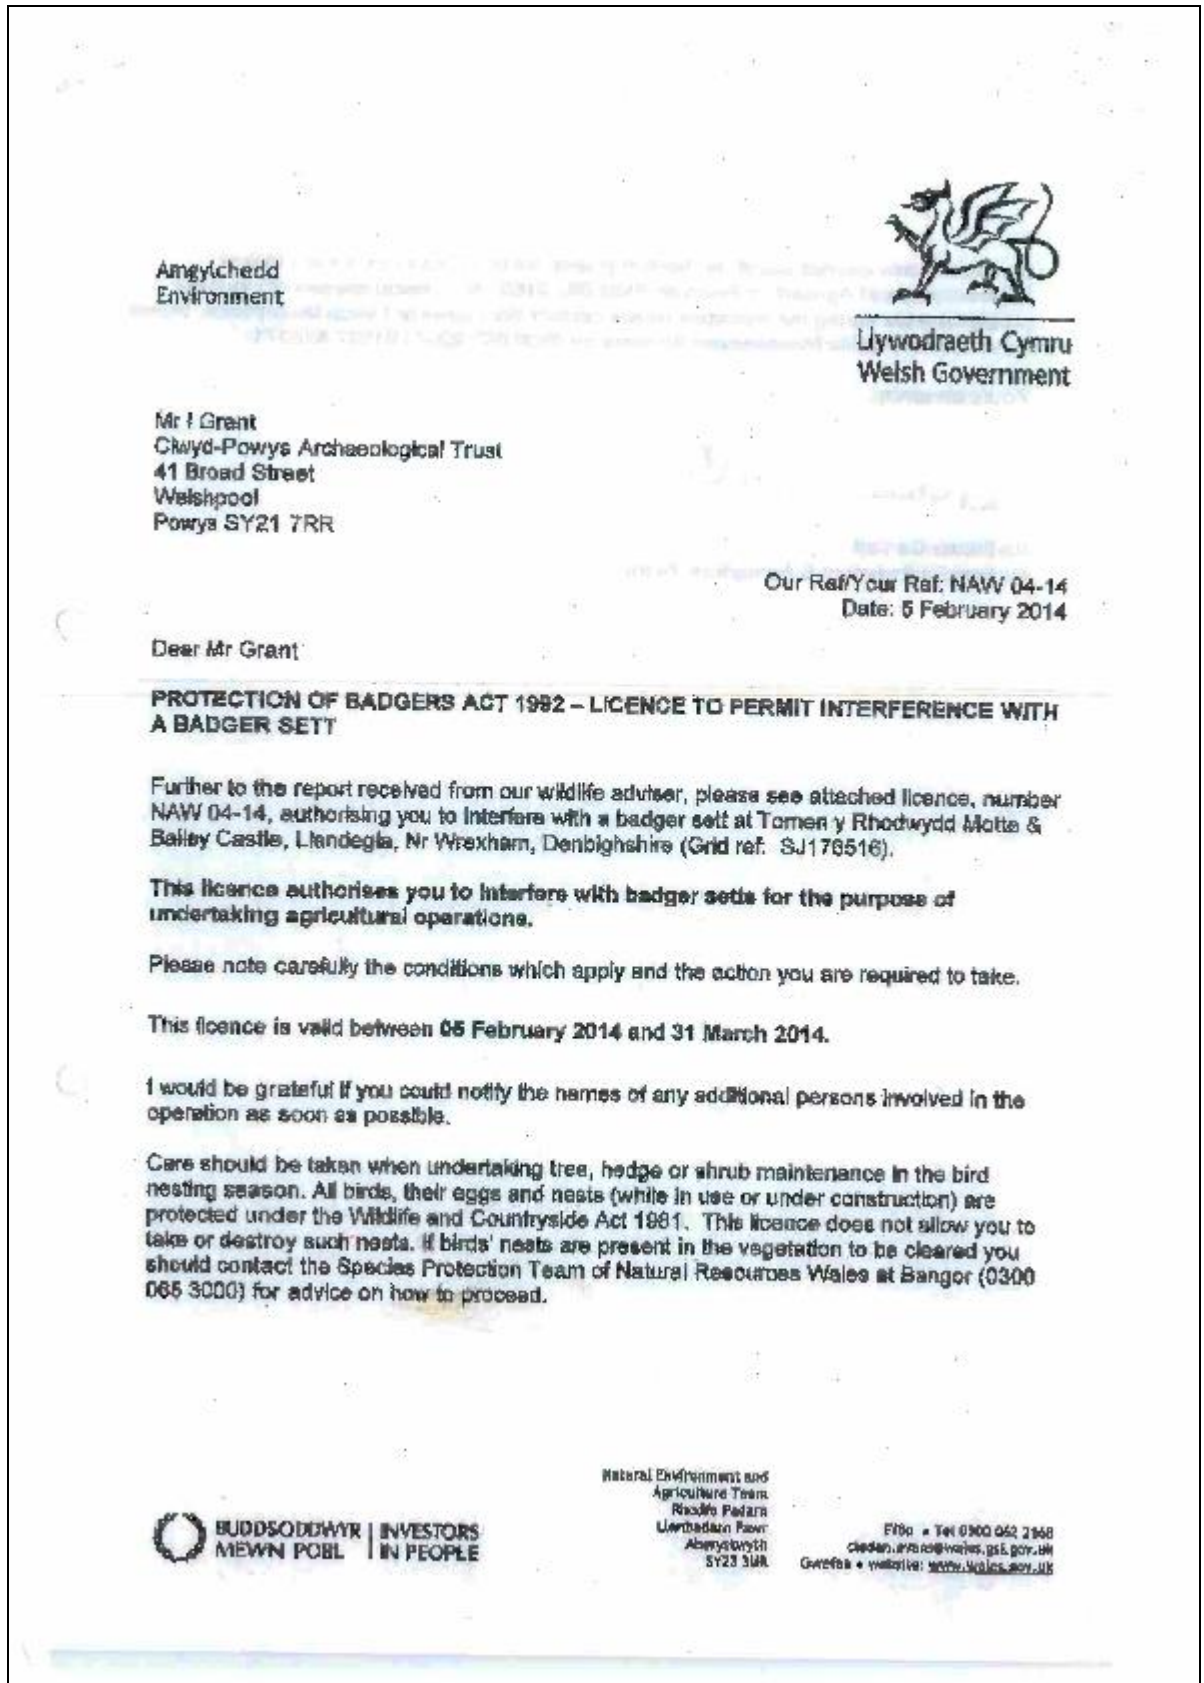 Amgylchedd
Environment
Llywodraeth Cymru
Welsh Government
Mr I Grant
Clwyd-Powys Archaeological Trust
41 Broad Street
Welshpool
Powys SY21 7RR
Our Ref/Your Ref: NAW 04-14
Date: 5 February 2014
Dear Mr Grant
PROTECTION OF BADGERS ACT 1992 – LICENCE TO PERMIT INTERFERENCE WITH
A BADGER SETT
Further to the report received from our wildlife adviser, please see attached licence, number
NAW 04-14, authorising you to interfere with a badger sett at Tomen y Rhodwydd Motte &
Bailey Castle, Llandegla, Nr Wrexham, Denbighshire (Grid ref: SJ176516).
This licence authorises you to interfere with badger setts for the purpose of
undertaking agricultural operations.
Please note carefully the conditions which apply and the action you are required to take.
This licence is valid between 05 February 2014 and 31 March 2014.
I would be grateful if you could notify the names of any additional persons involved in the
operation as soon as possible.
Care should be taken when undertaking tree, hedge or shrub maintenance in the bird
nesting season. All birds, their eggs and nests (while in use or under construction) are
protected under the Wildlife and Countryside Act 1981. This licence does not allow you to
take or destroy such nests. If birds' nests are present in the vegetation to be cleared you
should contact the Species Protection Team of Natural Resources Wales at Bangor (0300
065 3000) for advice on how to proceed.
BUDDSODDWYR | INVESTORS
MEWN POBL | IN PEOPLE
Natural Environment and
Agriculture Team
Rhodfa Padarn
Llanbadarn Fawr
Aberystwyth
SY23 3UR
Ffôn • Tel 0300 062 2168
Gwefan • website: www.wales.gov.uk